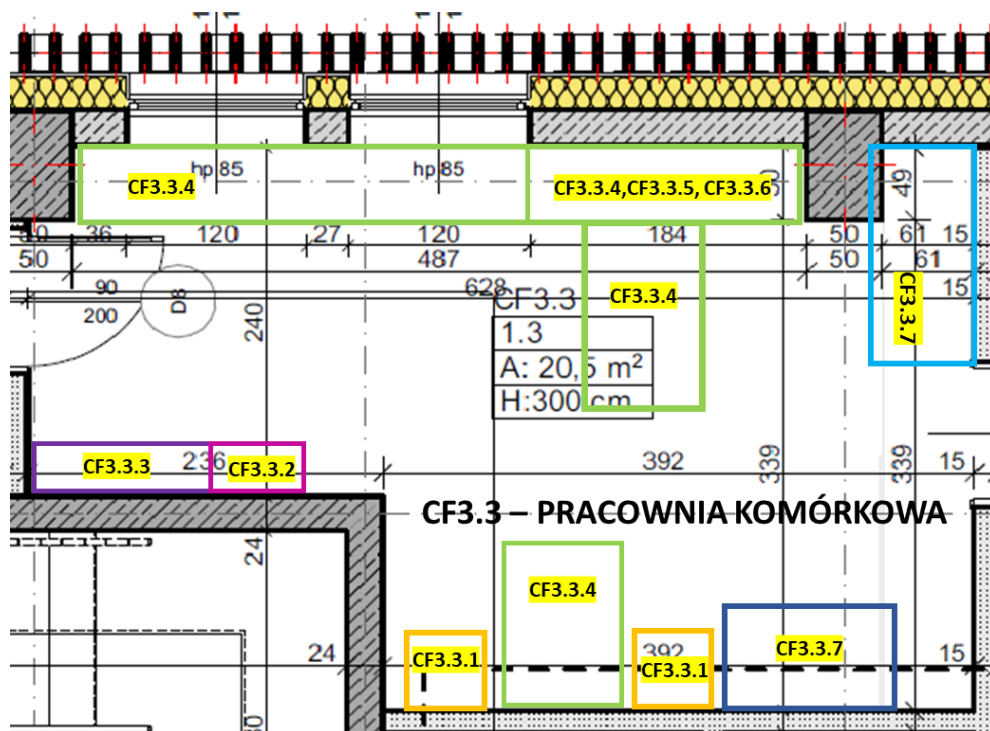 hp 85
hp 85
CF3.3.4
CF3.3.4,CF3.3.5, CF3.3.6
49
36
120
27
120
184
50
61
15
50
487
50
61
90
628
15
200
D8
240
CF3.3
1.3
A: 20,5 m²
H:300 cm
CF3.3.4
CF3.3.7
CF3.3.3
236
CF3.3.2
392
339
339
15
CF3.3 – PRACOWNIA KOMÓRKOWA
24
CF3.3.4
24
CF3.3.1
392
CF3.3.1
CF3.3.7
15